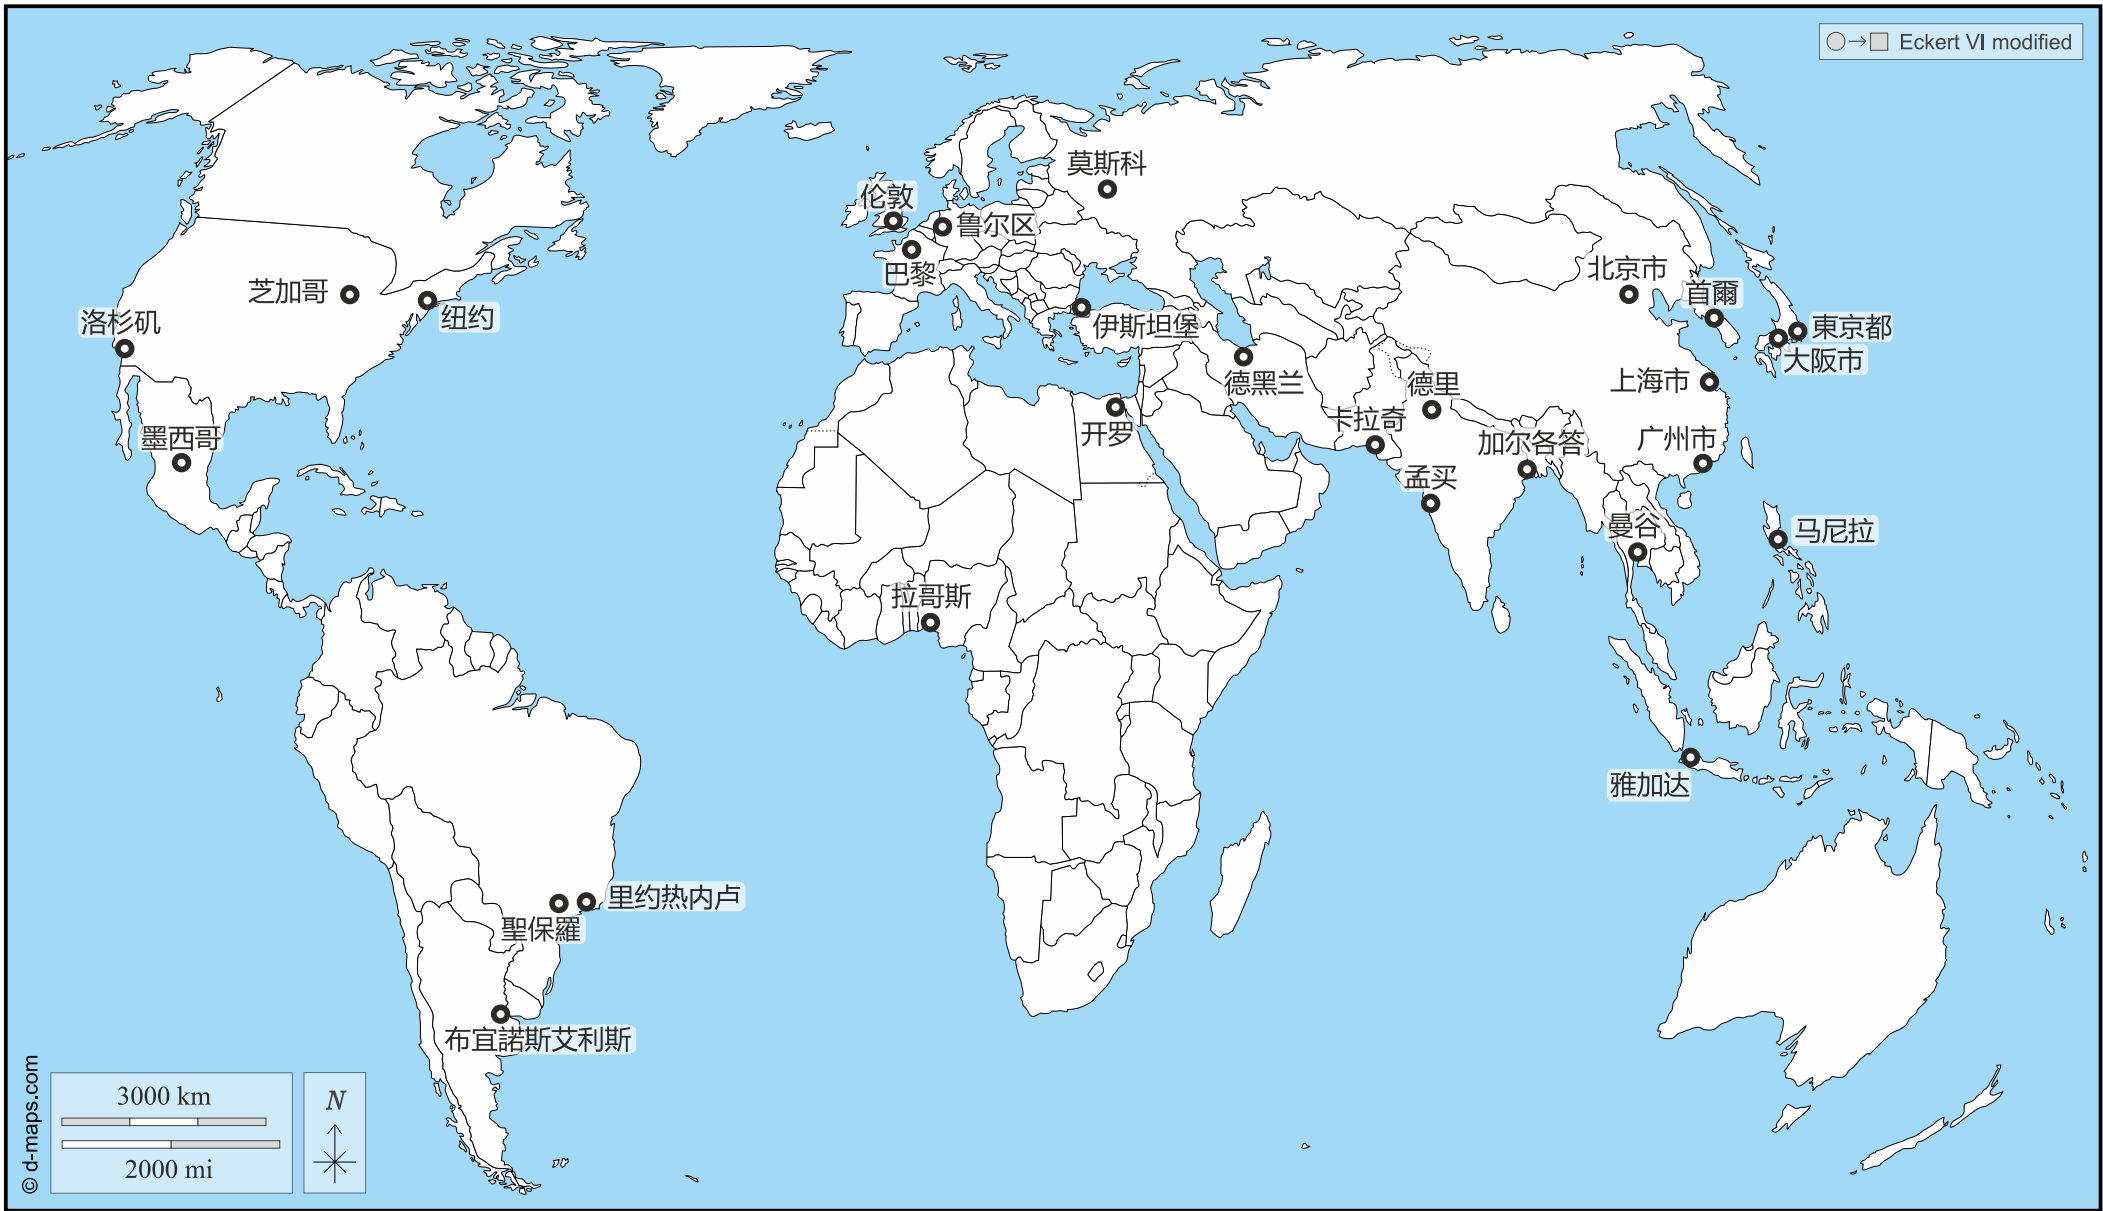 Eckert VI modified
莫斯科
伦敦
鲁尔区
巴黎
北京市
芝加哥
首爾
纽约
洛杉矶
伊斯坦堡
東京都
大阪市
德黑兰
德里
上海市
卡拉奇
开罗
墨西哥
加尔各答
广州市
孟买
曼谷
马尼拉
拉哥斯
雅加达
里约热内卢
聖保羅
布宜諾斯艾利斯
3000 km
2000 mi
N
© d-maps.com